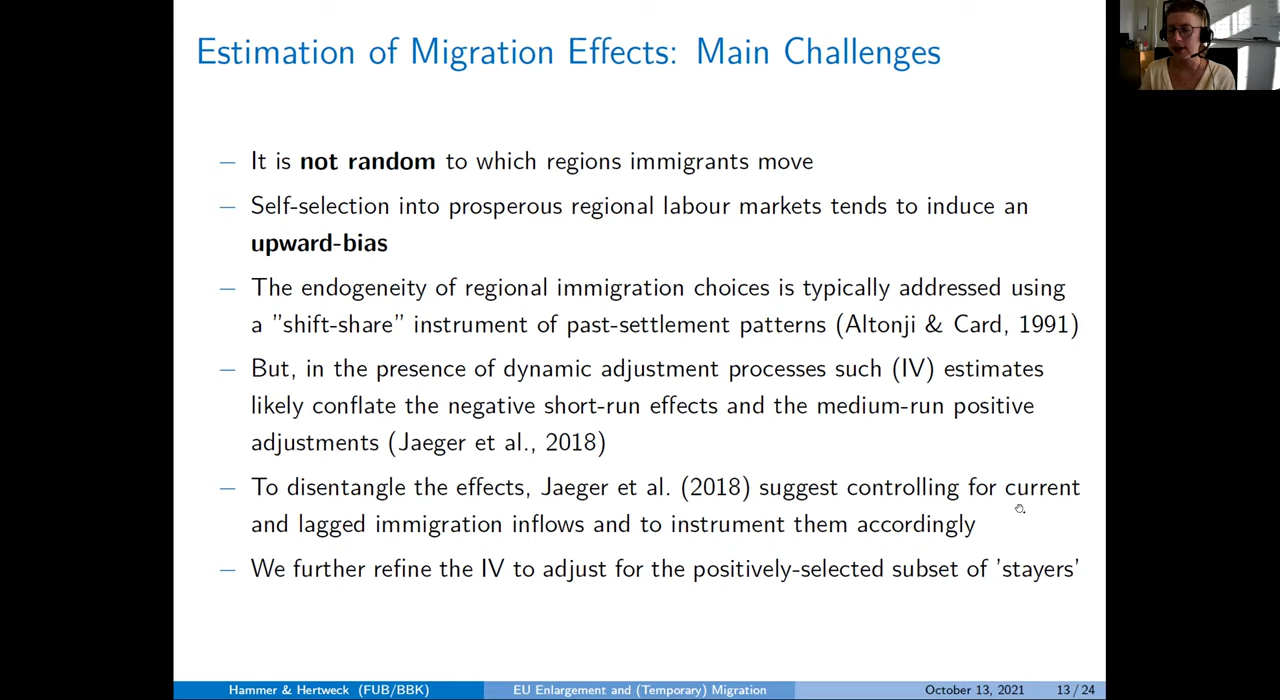 Estimation of Migration Effects: Main Challenges
– It is not random to which regions immigrants move
– Self-selection into prosperous regional labour markets tends to induce an
upward-bias
– The endogeneity of regional immigration choices is typically addressed using
a ”shift-share” instrument of past-settlement patterns (Altonji & Card, 1991)
– But, in the presence of dynamic adjustment processes such (IV) estimates
likely conflate the negative short-run effects and the medium-run positive
adjustments (Jaeger et al., 2018)
– To disentangle the effects, Jaeger et al. (2018) suggest controlling for current
and lagged immigration inflows and to instrument them accordingly
– We further refine the IV to adjust for the positively-selected subset of ’stayers’
Hammer & Hertweck (FUB/BBK) EU Enlargement and (Temporary) Migration October 13, 2021 13 / 24